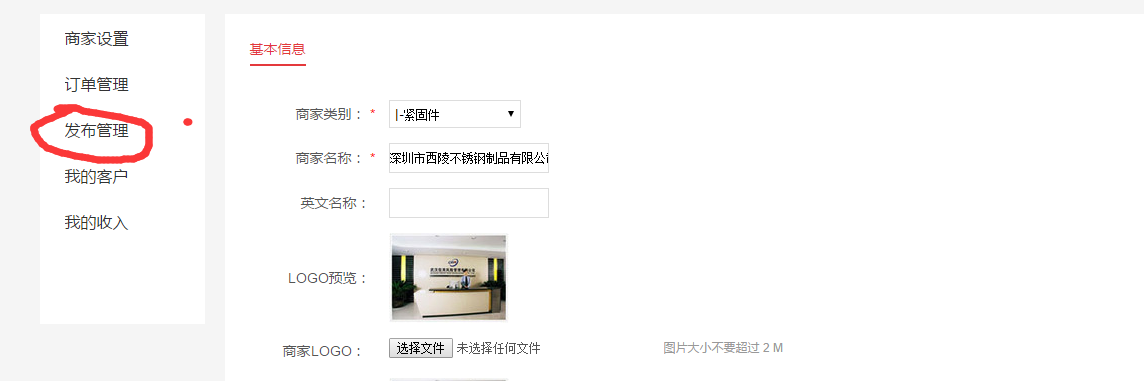 商家设置
订单管理
发布管理
我的客户
我的收入
基本信息
商家类别： * |-紧固件
商家名称： * 深圳市西陵不锈钢制品有限公司
英文名称：
LOGO预览：
商家LOGO： 选择文件 未选择任何文件 图片大小不要超过 2 M